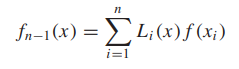 $f_{n-1}(x) = \sum_{i=1}^{n} L_i(x) f(x_i)$